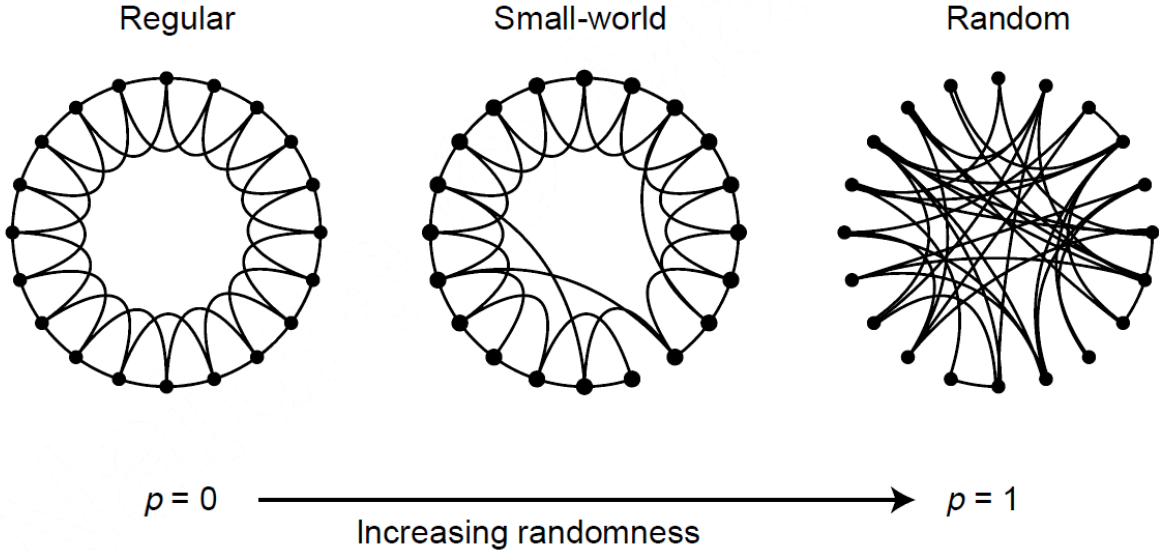 Regular Small-world Random
p = 0 p = 1
Increasing randomness